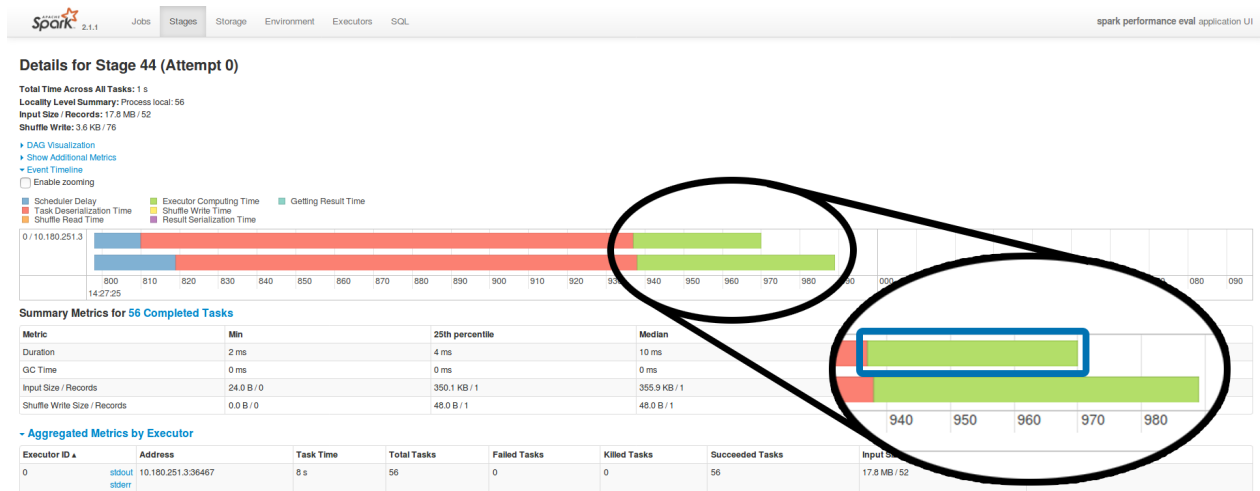 APACHE Spark 2.1.1 Jobs Stages Storage Environment Executors SQL spark performance eval application UI
Details for Stage 44 (Attempt 0)
Total Time Across All Tasks: 1 s
Locality Level Summary: Process local: 56
Input Size / Records: 17.8 MB / 52
Shuffle Write: 3.6 KB / 76
DAG Visualization
Show Additional Metrics
Event Timeline
Enable zooming
Scheduler Delay Executor Computing Time Getting Result Time
Task Deserialization Time Shuffle Write Time
Shuffle Read Time Result Serialization Time
0 / 10.180.251.3
800 810 820 830 840 850 860 870 880 890 900 910 920 940 950 960 970 980 990 080 090
14:27:25
Summary Metrics for 56 Completed Tasks
Metric Min 25th percentile Median
Duration 2 ms 4 ms 10 ms
GC Time 0 ms 0 ms 0 ms
Input Size / Records 24.0 B / 0 350.1 KB / 1 355.9 KB / 1
Shuffle Write Size / Records 0.0 B / 0 48.0 B / 1 48.0 B / 1
940 950 960 970 980
Aggregated Metrics by Executor
Executor ID Address Task Time Total Tasks Failed Tasks Killed Tasks Succeeded Tasks Input
0 stdout 10.180.251.3:36467 8 s 56 0 0 56 17.8 MB / 52
stderr